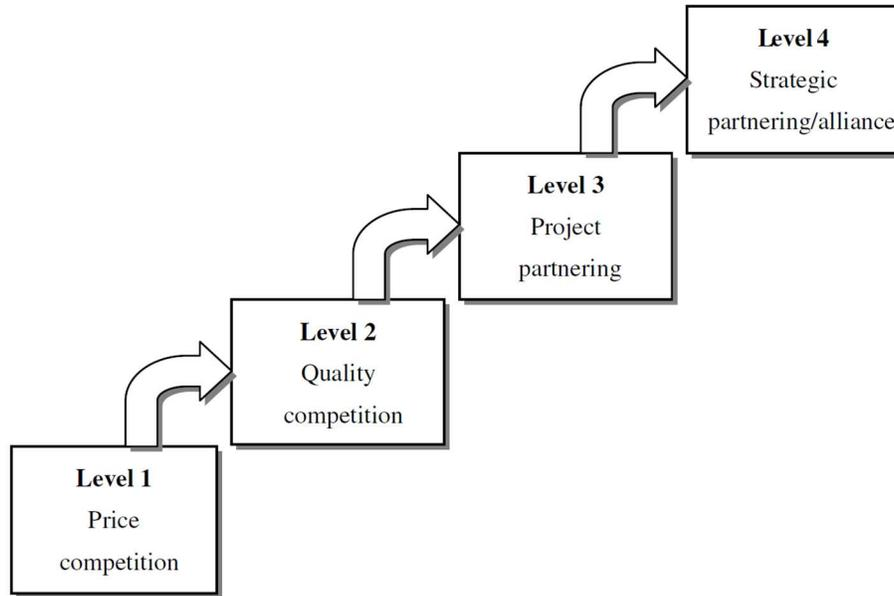 Level 4
Strategic
partnering/alliance
Level 3
Project
partnering
Level 2
Quality
competition
Level 1
Price
competition